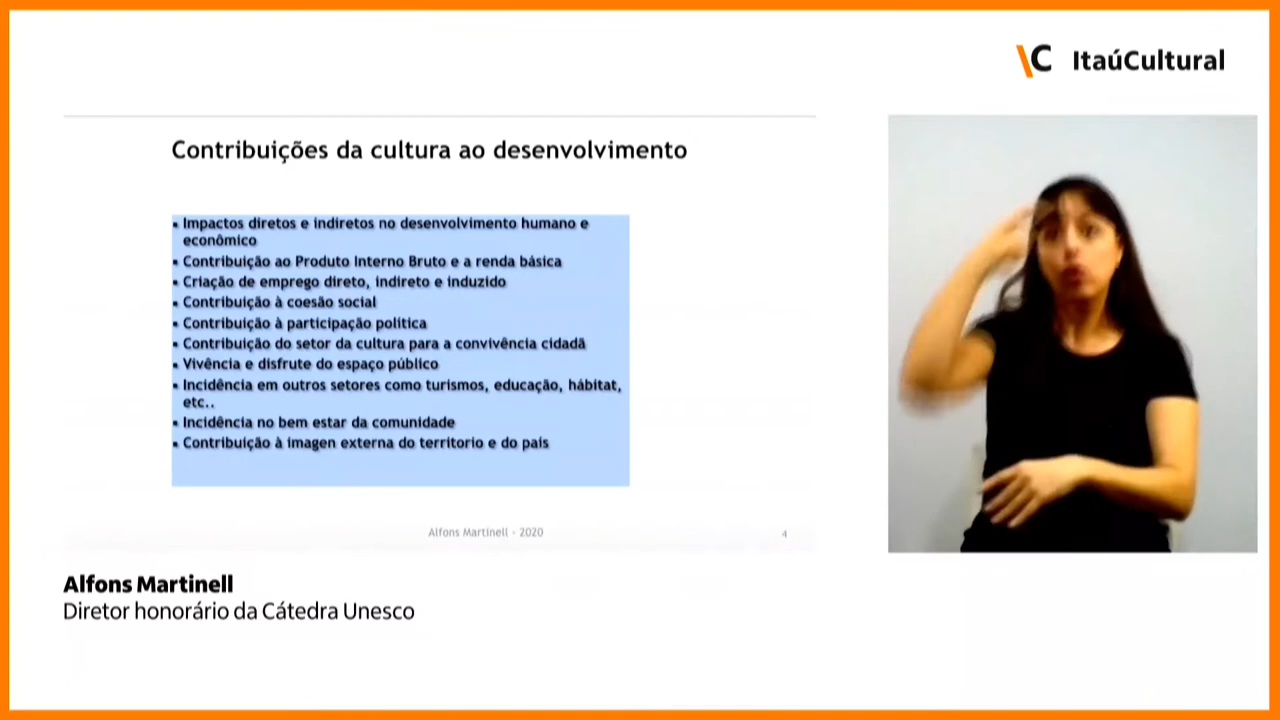 \C ItaúCultural
Contribuições da cultura ao desenvolvimento
▪ Impactos diretos e indiretos no desenvolvimento humano e
econômico
▪ Contribuição ao Produto Interno Bruto e a renda básica
▪ Criação de emprego direto, indireto e induzido
▪ Contribuição à coesão social
▪ Contribuição à participação política
▪ Contribuição do setor da cultura para a convivência cidadã
▪ Vivência e disfrute do espaço público
▪ Incidência em outros setores como turismos, educação, hábitat,
etc..
▪ Incidência no bem estar da comunidade
▪ Contribuição à imagen externa do territorio e do país
Alfons Martinell - 2020
4
Alfons Martinell
Diretor honorário da Cátedra Unesco